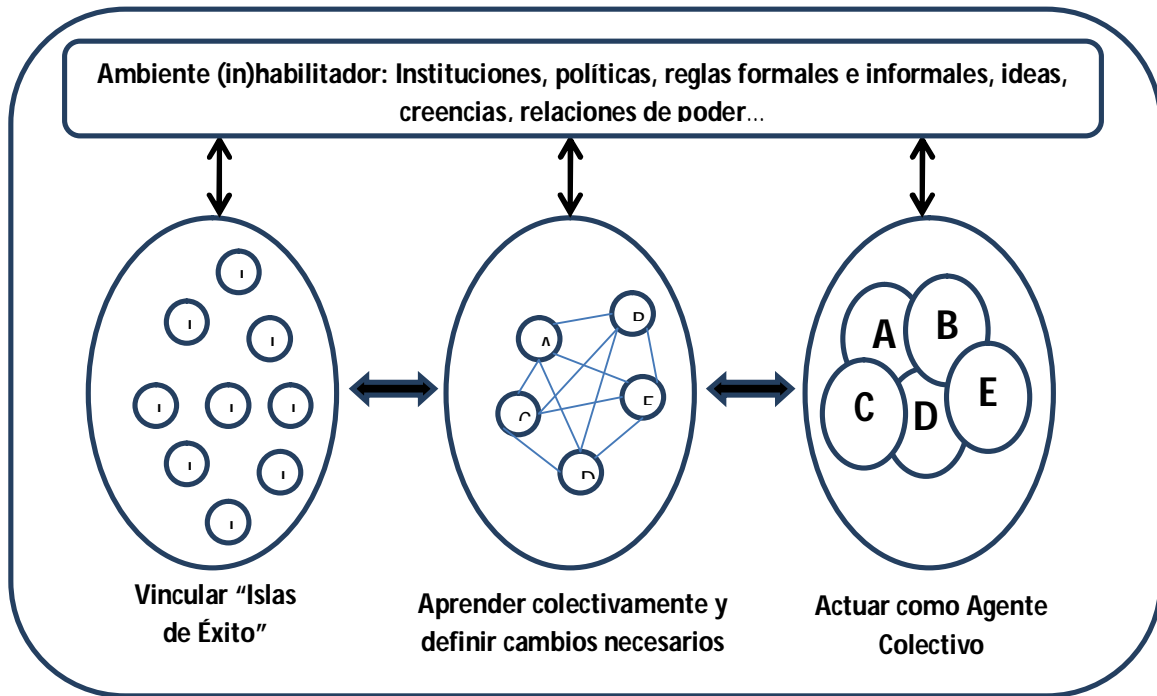 Ambiente (in)habilitador: Instituciones, políticas, reglas formales e informales, ideas,
creencias, relaciones de poder...
A
B
C
D
E
Vincular “Islas
de Éxito”
Aprender colectivamente y
definir cambios necesarios
Actuar como Agente
Colectivo